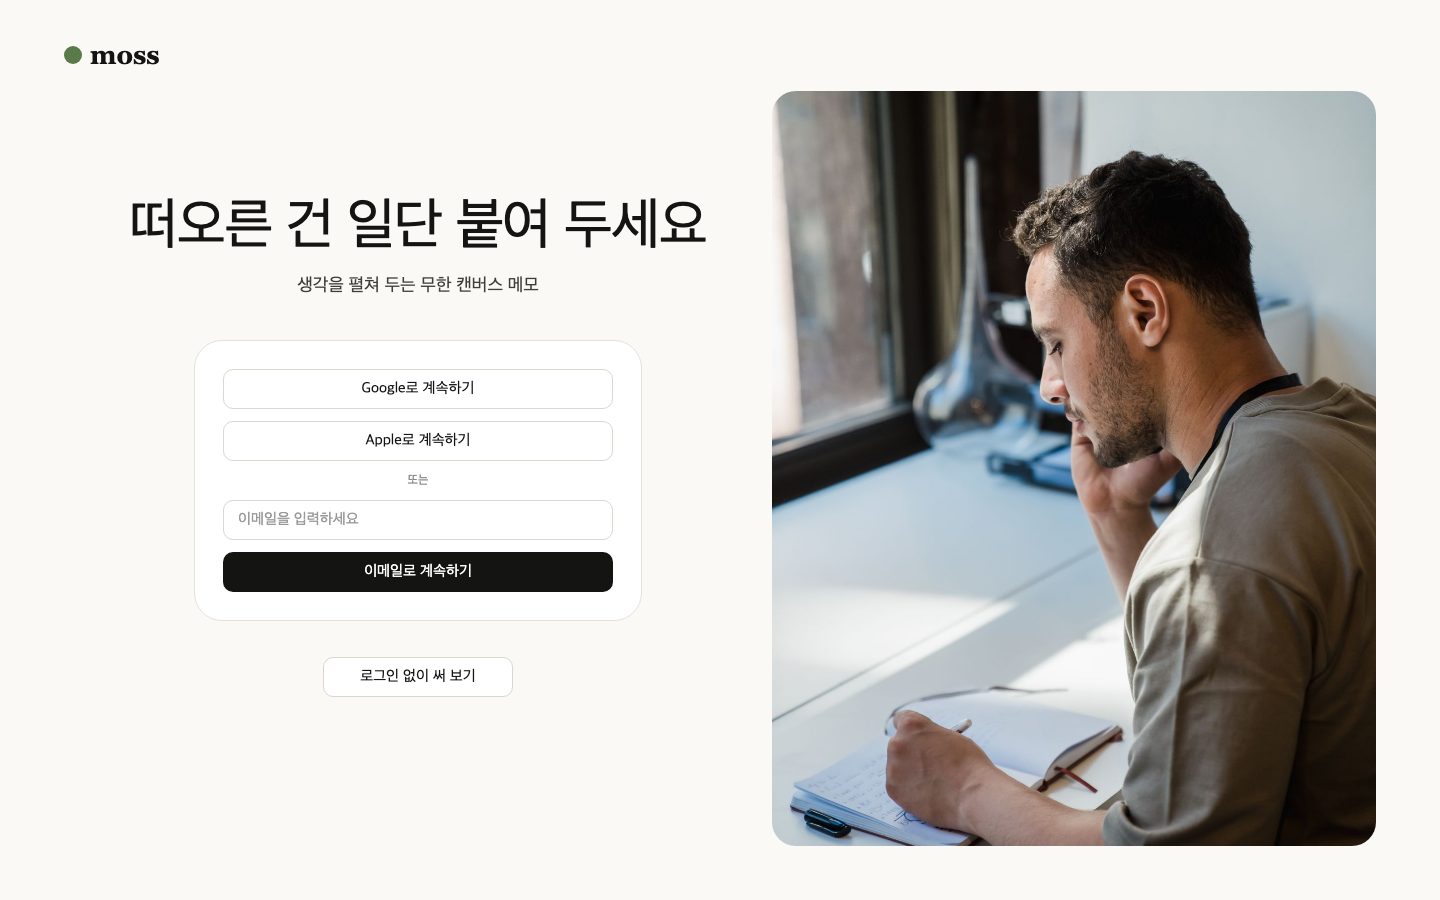 moss
떠오른 건 일단 붙여 두세요
생각을 펼쳐 두는 무한 캔버스 메모
Google로 계속하기
Apple로 계속하기
또는
이메일을 입력하세요
이메일로 계속하기
로그인 없이 써 보기